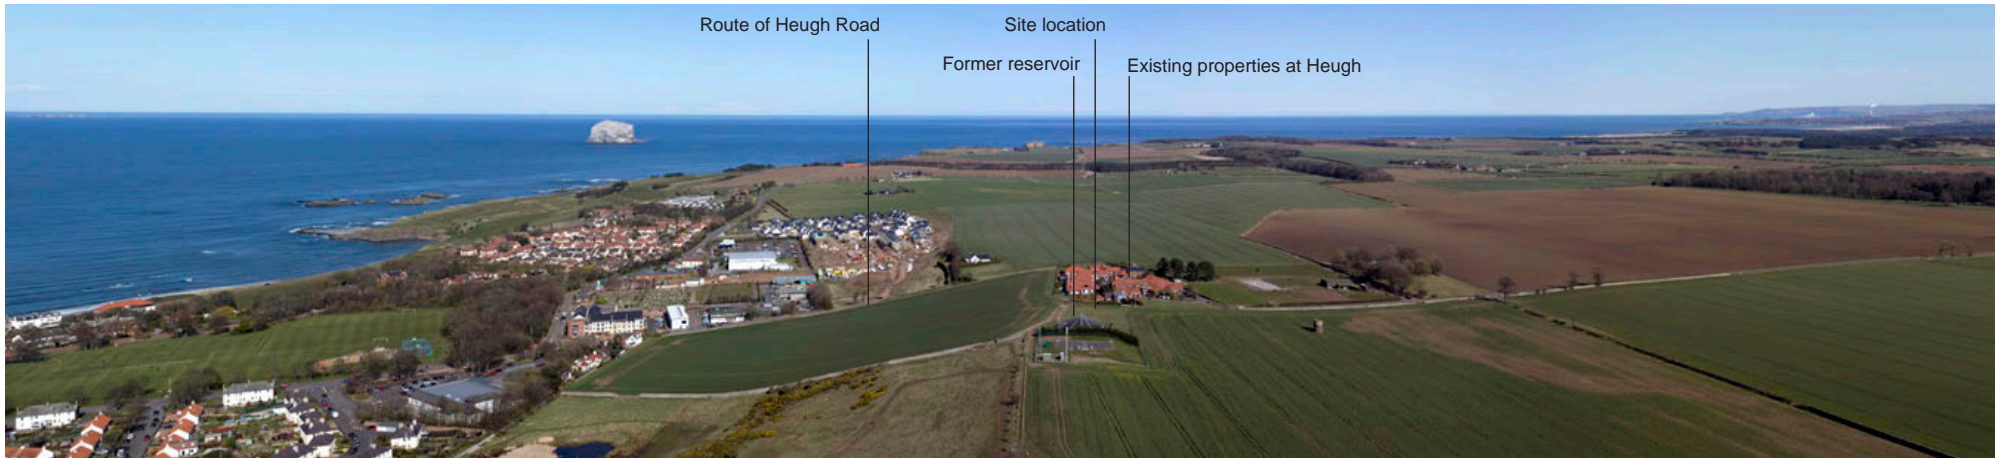 Route of Heugh Road
Site location
Former reservoir
Existing properties at Heugh